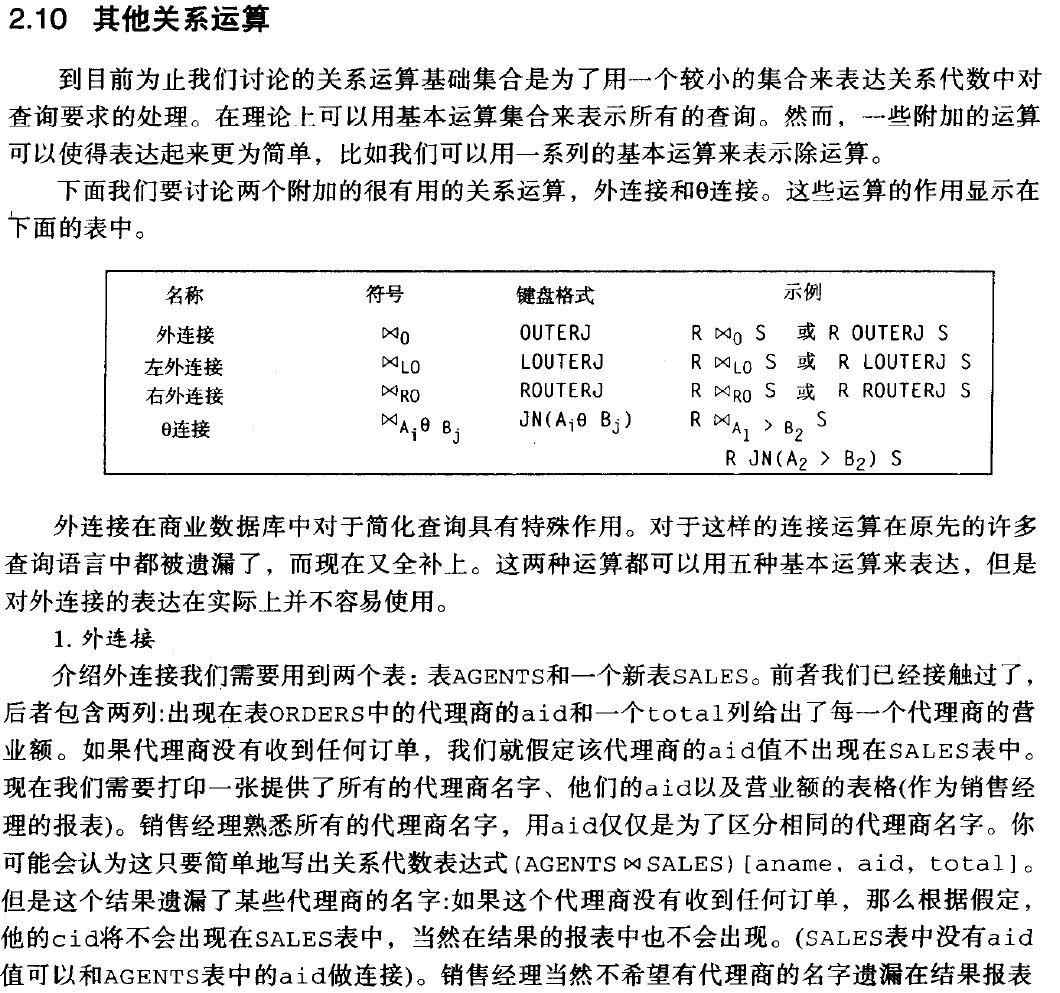 2.10 其他关系运算
到目前为止我们讨论的关系运算基础集合是为了用一个较小的集合来表达关系代数中对
查询要求的处理。在理论上可以用基本运算集合来表示所有的查询。然而，一些附加的运算
可以使得表达起来更为简单，比如我们可以用一系列的基本运算来表示除运算。
下面我们要讨论两个附加的很有用的关系运算，外连接和θ连接。这些运算的作用显示在
下面的表中。
名称 符号 键盘格式 示例
外连接 ⋈O OUTERJ R ⋈O S 或 R OUTERJ S
左外连接 ⋈LO LOUTERJ R ⋈LO S 或 R LOUTERJ S
右外连接 ⋈RO ROUTERJ R ⋈RO S 或 R ROUTERJ S
θ连接 ⋈Aiθ Bj JN(Aiθ Bj) R ⋈A1 > B2 S
R JN(A2 > B2) S
外连接在商业数据库中对于简化查询具有特殊作用。对于这样的连接运算在原先的许多
查询语言中都被遗漏了，而现在又全补上。这两种运算都可以用五种基本运算来表达，但是
对外连接的表达在实际上并不容易使用。
1. 外连接
介绍外连接我们需要用到两个表：表AGENTS和一个新表SALES。前者我们已经接触过了，
后者包含两列:出现在表ORDERS中的代理商的aid和一个total列给出了每一个代理商的营
业额。如果代理商没有收到任何订单，我们就假定该代理商的aid值不出现在SALES表中。
现在我们需要打印一张提供了所有的代理商名字、他们的aid以及营业额的表格(作为销售经
理的报表)。销售经理熟悉所有的代理商名字，用aid仅仅是为了区分相同的代理商名字。你
可能会认为这只要简单地写出关系代数表达式(AGENTS⋈SALES)[aname, aid, total]。
但是这个结果遗漏了某些代理商的名字:如果这个代理商没有收到任何订单，那么根据假定，
他的cid将不会出现在SALES表中，当然在结果的报表中也不会出现。(SALES表中没有aid
值可以和AGENTS表中的aid做连接)。销售经理当然不希望有代理商的名字遗漏在结果报表